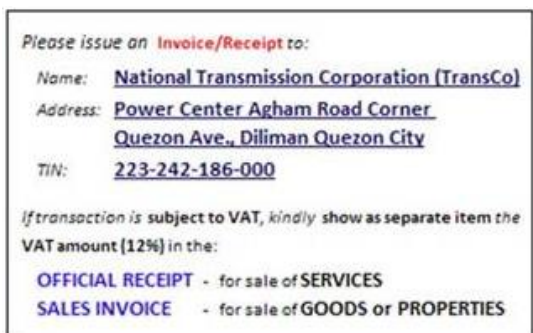 Please issue an Invoice/Receipt to:
Name: National Transmission Corporation (TransCo)
Address: Power Center Agham Road Corner
Quezon Ave., Diliman Quezon City
TIN: 223-242-186-000
If transaction is subject to VAT, kindly show as separate item the
VAT amount (12%) in the:
OFFICIAL RECEIPT - for sale of SERVICES
SALES INVOICE - for sale of GOODS or PROPERTIES